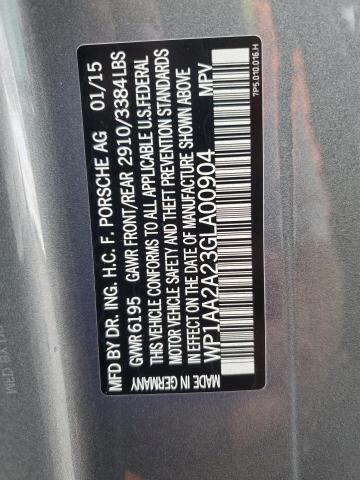 MFD BY DR. ING. H.C. F. PORSCHE AG 01/15
GVWR 6195 GAWR FRONT/REAR 2910/3384LBS
THIS VEHICLE CONFORMS TO ALL APPLICABLE U.S.FEDERAL
MOTOR VEHICLE SAFETY AND THEFT PREVENTION STANDARDS
IN EFFECT ON THE DATE OF MANUFACTURE SHOWN ABOVE
WP1AA2A23GLA00904 MPV
MADE IN GERMANY
7P5.010.016.H